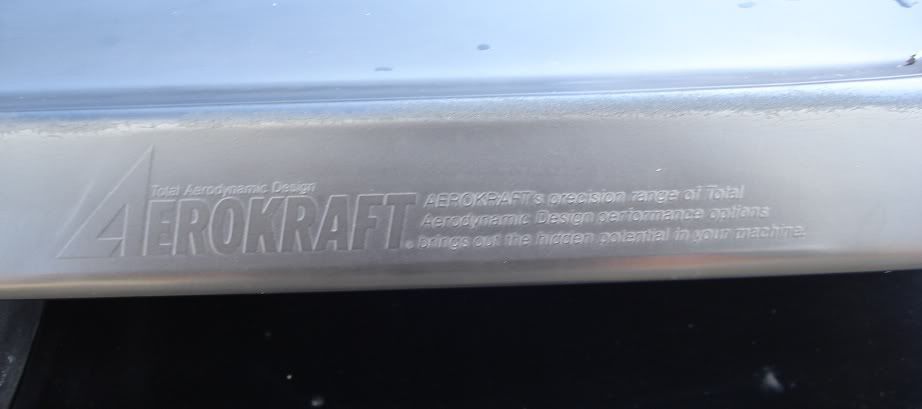 Total Aerodynamic Design
AEROKRAFT®
AEROKRAFT's precision range of Total
Aerodynamic Design performance options
brings out the hidden potential in your machine.